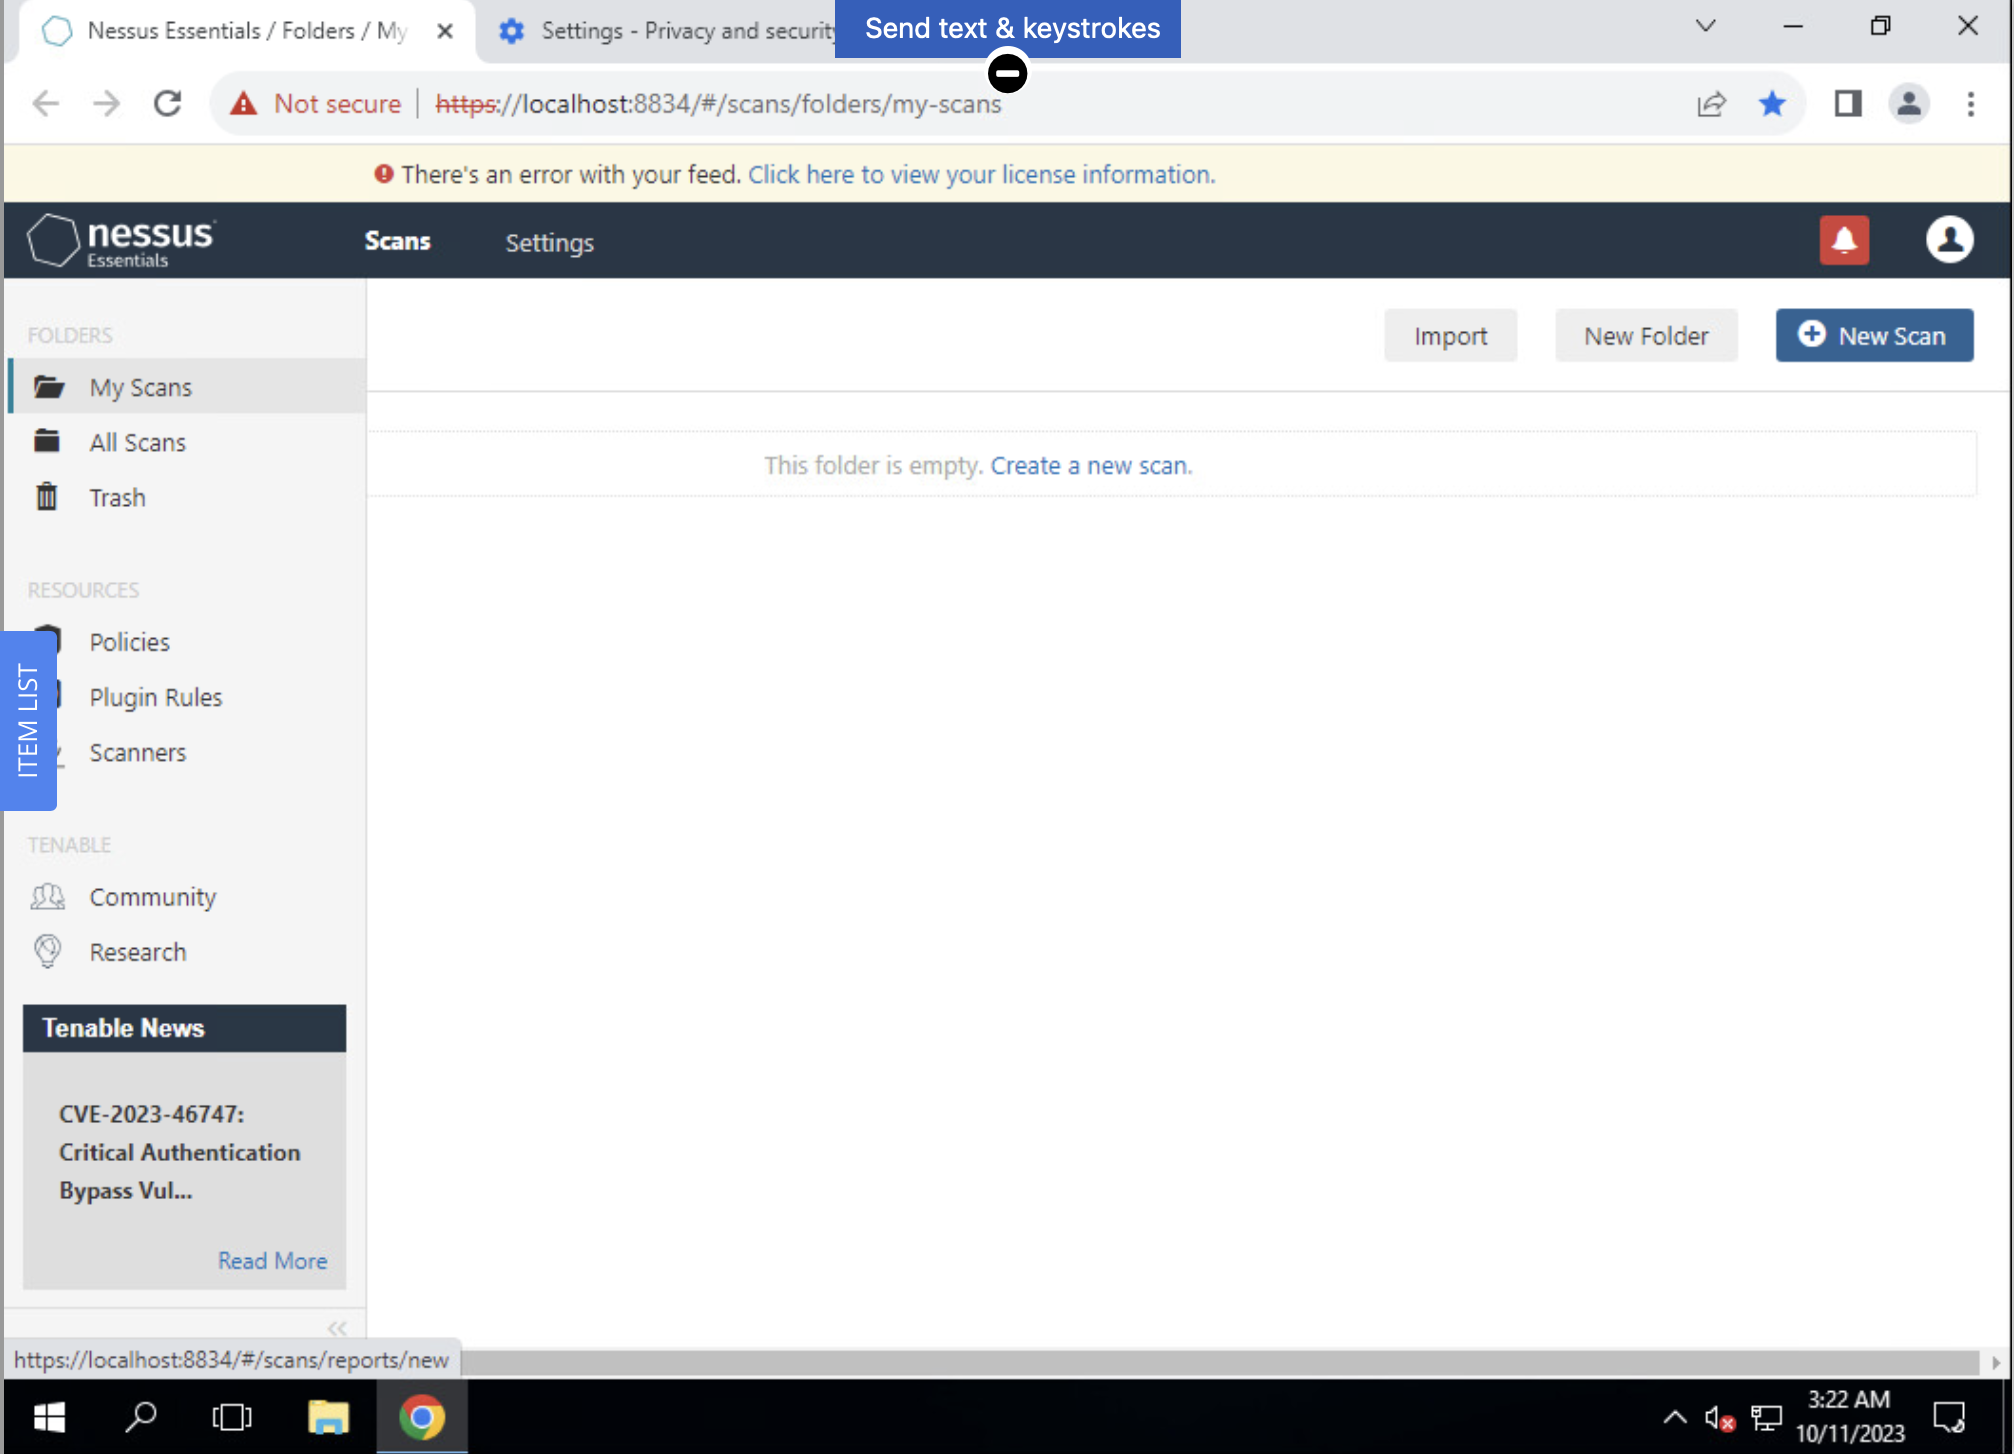 Nessus Essentials / Folders / My
Settings - Privacy and security
Send text & keystrokes
Not secure
https://localhost:8834/#/scans/folders/my-scans
There's an error with your feed. Click here to view your license information.
nessus
Essentials
Scans
Settings
FOLDERS
My Scans
All Scans
Trash
RESOURCES
Policies
Plugin Rules
Scanners
ITEM LIST
TENABLE
Community
Research
Tenable News
CVE-2023-46747:
Critical Authentication
Bypass Vul...
Read More
Import
New Folder
New Scan
This folder is empty. Create a new scan.
https://localhost:8834/#/scans/reports/new
3:22 AM
10/11/2023